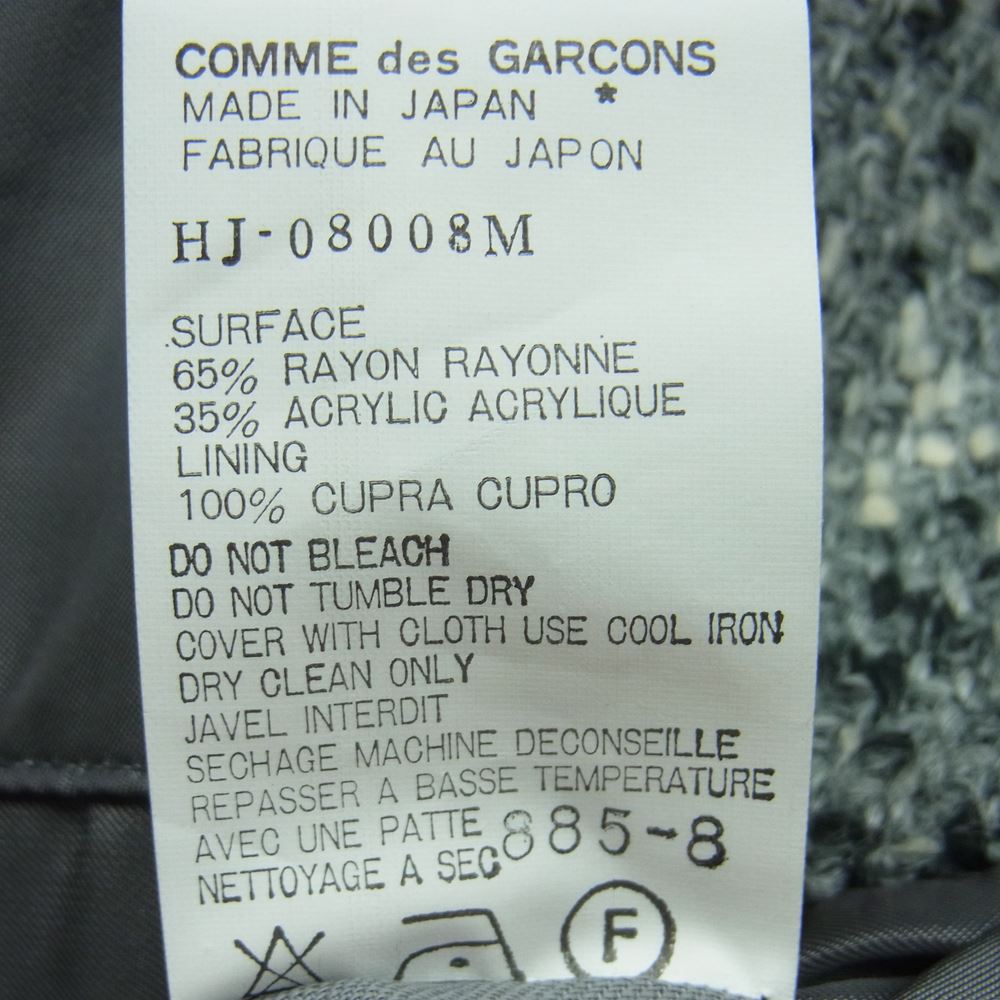 COMME des GARCONS
MADE IN JAPAN *
FABRIQUE AU JAPON
HJ-08008M
SURFACE
65% RAYON RAYONNE
35% ACRYLIC ACRYLIQUE
LINING
100% CUPRA CUPRO
DO NOT BLEACH
DO NOT TUMBLE DRY
COVER WITH CLOTH USE COOL IRON
DRY CLEAN ONLY
JAVEL INTERDIT
SECHAGE MACHINE DECONSEILLE
REPASSER A BASSE TEMPERATURE
AVEC UNE PATTE 885-8
NETTOYAGE A SEC
F